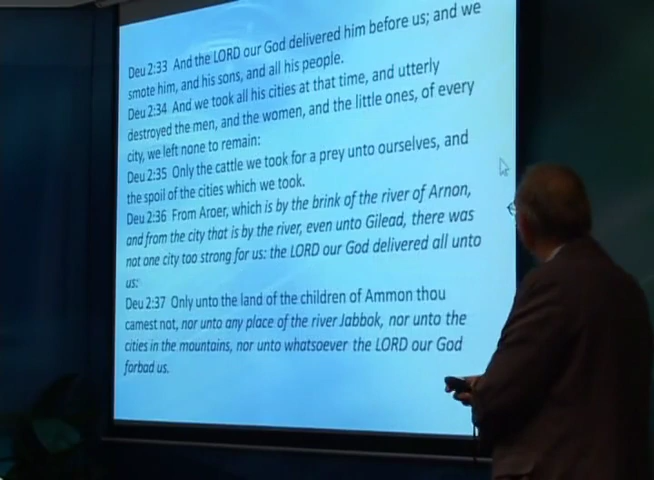 Deu 2:33 And the LORD our God delivered him before us; and we
smote him, and his sons, and all his people.
Deu 2:34 And we took all his cities at that time, and utterly
destroyed the men, and the women, and the little ones, of every
city, we left none to remain:
Deu 2:35 Only the cattle we took for a prey unto ourselves, and
the spoil of the cities which we took.
Deu 2:36 From Aroer, which is by the brink of the river of Arnon,
and from the city that is by the river, even unto Gilead, there was
not one city too strong for us: the LORD our God delivered all unto
us:
Deu 2:37 Only unto the land of the children of Ammon thou
camest not, nor unto any place of the river Jabbok, nor unto the
cities in the mountains, nor unto whatsoever the LORD our God
forbad us.